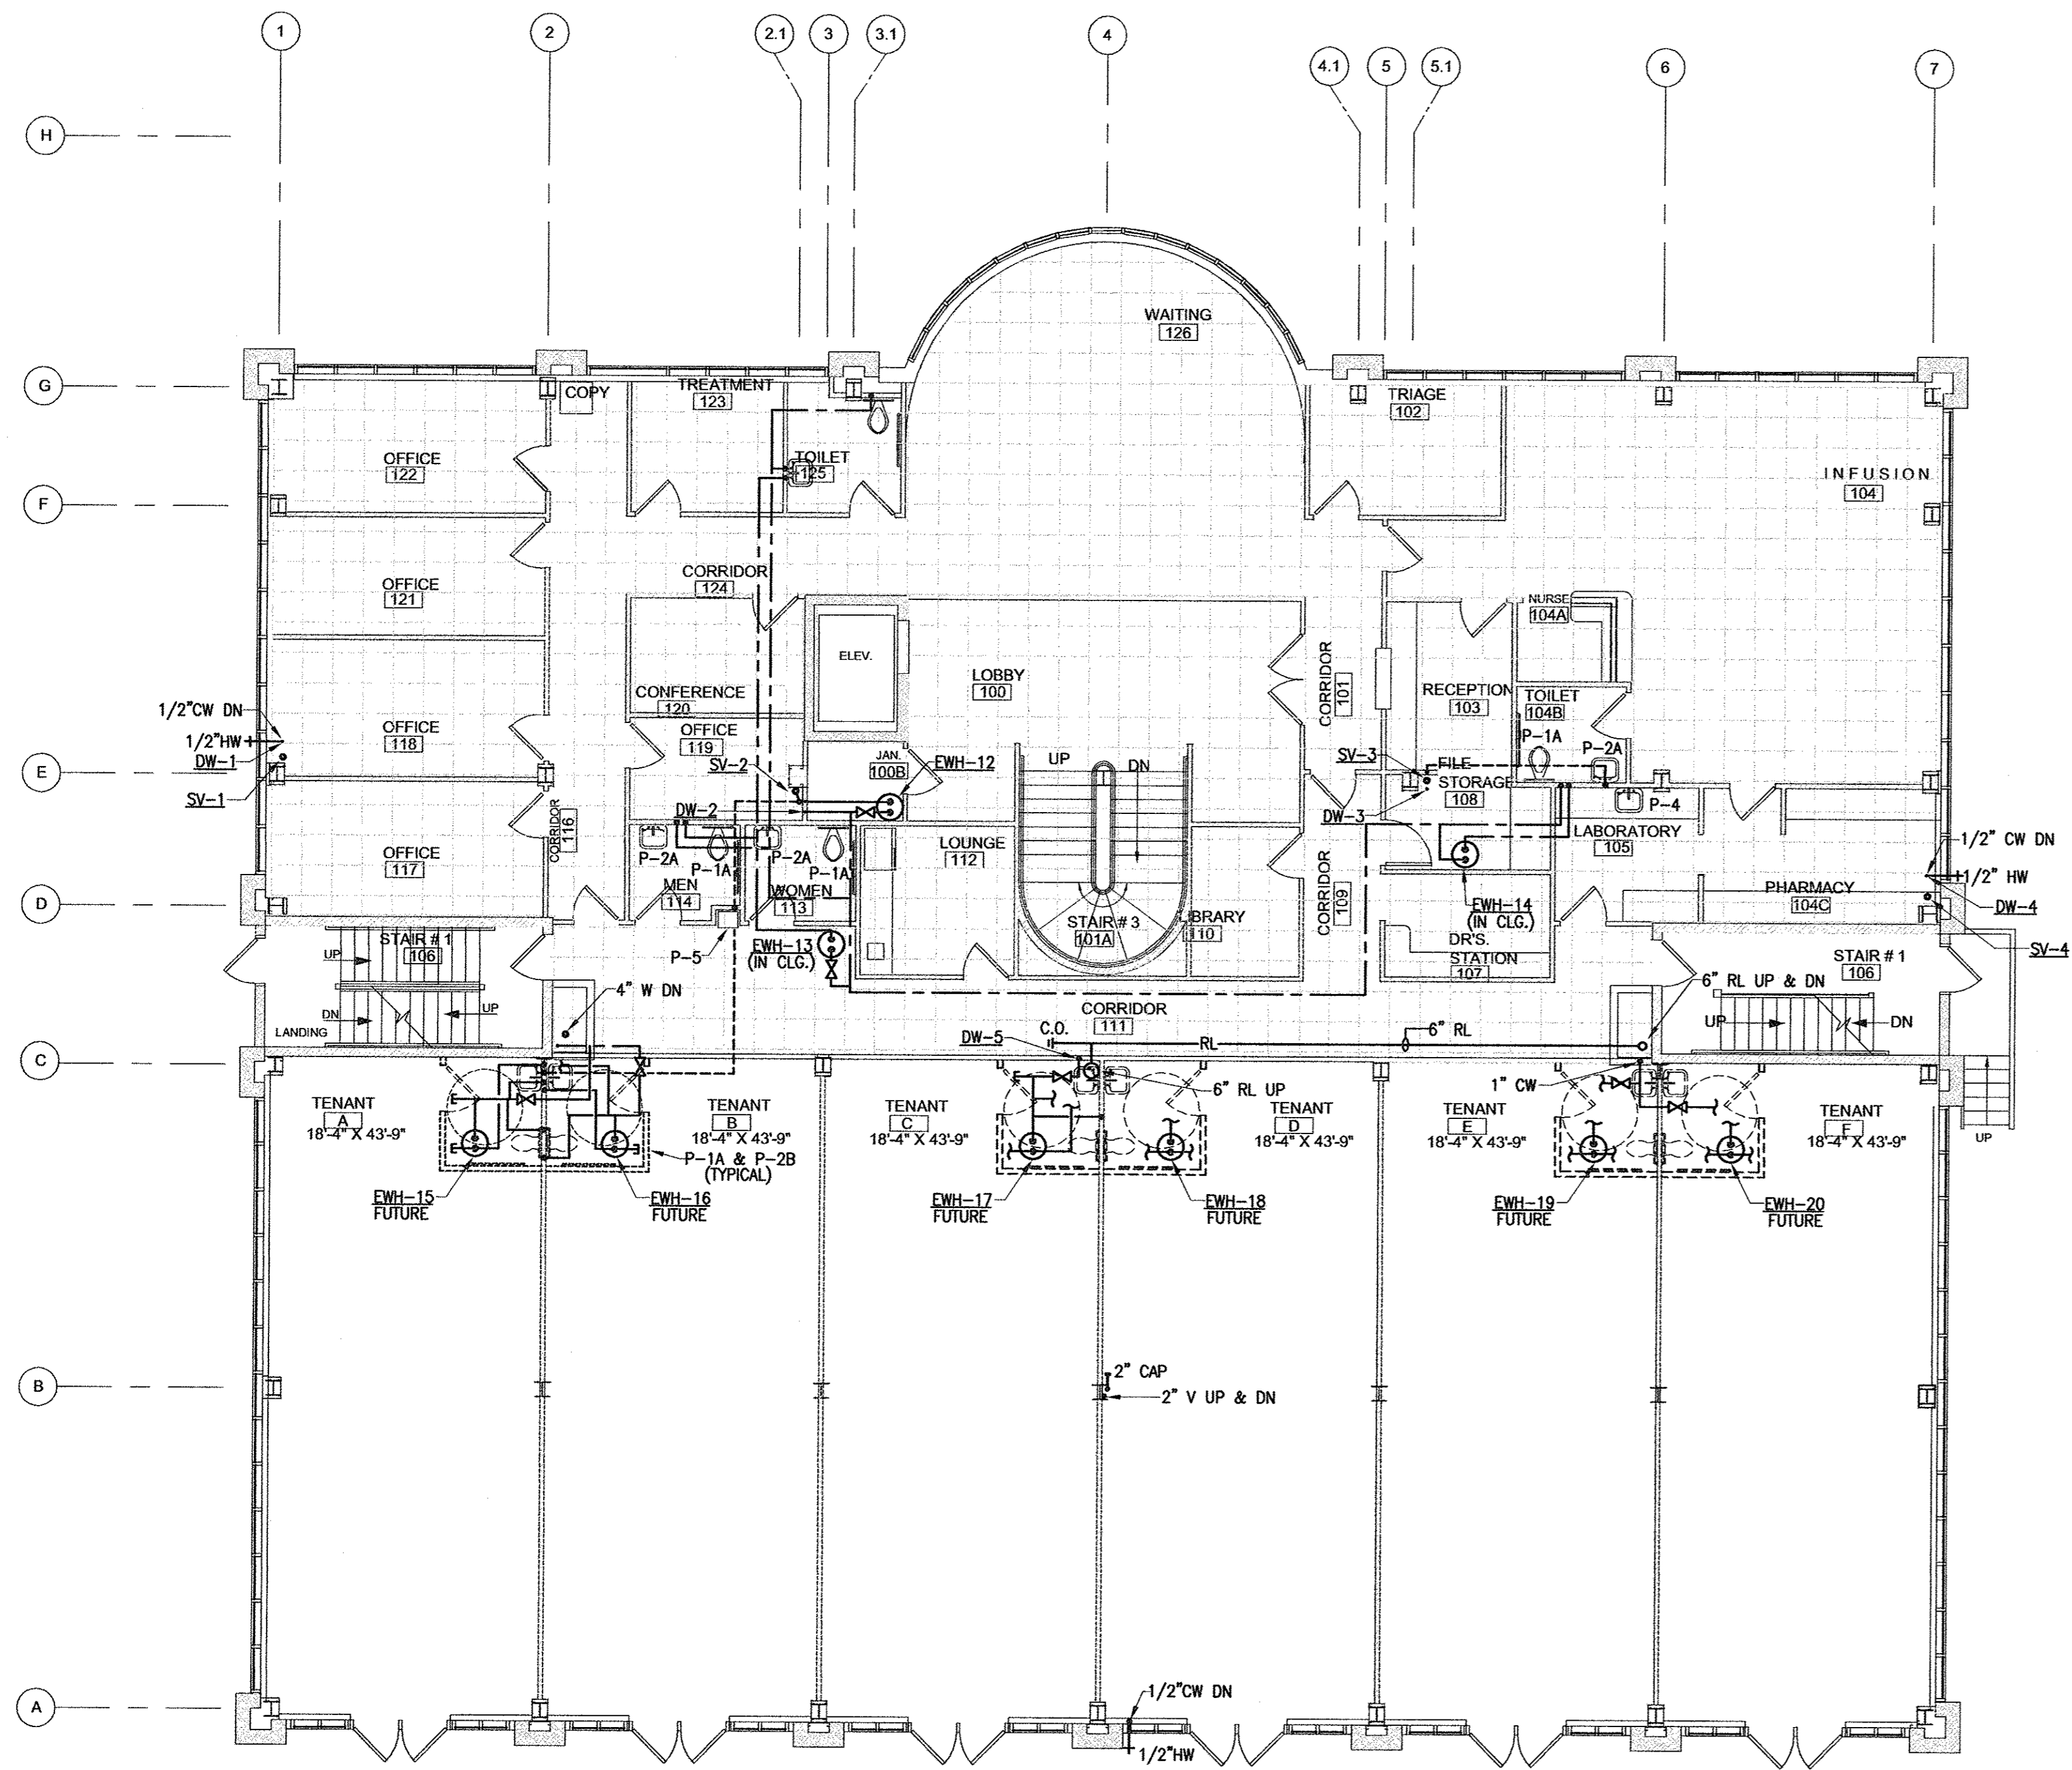 1
2
2.1
3
3.1
4
4.1
5
5.1
6
7
H
G
F
E
D
C
B
A
WAITING
126
COPY
TREATMENT
123
TRIAGE
102
OFFICE
122
TOILET
125
INFUSION
104
OFFICE
121
CORRIDOR
124
NURSE
104A
ELEV.
LOBBY
100
CORRIDOR
101
RECEPTION
103
TOILET
104B
CONFERENCE
120
1/2"CW DN
1/2"HW
DW-1
SV-1
OFFICE
118
OFFICE
119
SV-2
JAN.
100B
EWH-12
UP
DN
P-1A
P-2A
SV-3
FILE
STORAGE
108
DW-3
P-4
DW-2
CORRIDOR
116
OFFICE
117
P-2A
P-1A
P-2A
P-1A
MEN
114
WOMEN
113
LOUNGE
112
LABORATORY
105
1/2" CW DN
1/2" HW
PHARMACY
104C
DW-4
SV-4
STAIR # 3
101A
BRARY
110
CORRIDOR
109
EWH-14
(IN CLG.)
DR'S.
STATION
107
STAIR # 1
106
UP
DN
UP
LANDING
P-5
EWH-13
(IN CLG.)
4" W DN
STAIR # 1
106
6" RL UP & DN
UP
DN
CORRIDOR
111
DW-5
C.O.
RL
6" RL
6" RL UP
1" CW
UP
TENANT
A
18'-4" X 43'-9"
TENANT
B
18'-4" X 43'-9"
TENANT
C
18'-4" X 43'-9"
TENANT
D
18'-4" X 43'-9"
TENANT
E
18'-4" X 43'-9"
TENANT
F
18'-4" X 43'-9"
P-1A & P-2B
(TYPICAL)
EWH-15
FUTURE
EWH-16
FUTURE
EWH-17
FUTURE
EWH-18
FUTURE
EWH-19
FUTURE
EWH-20
FUTURE
2" CAP
2" V UP & DN
1/2"CW DN
1/2"HW